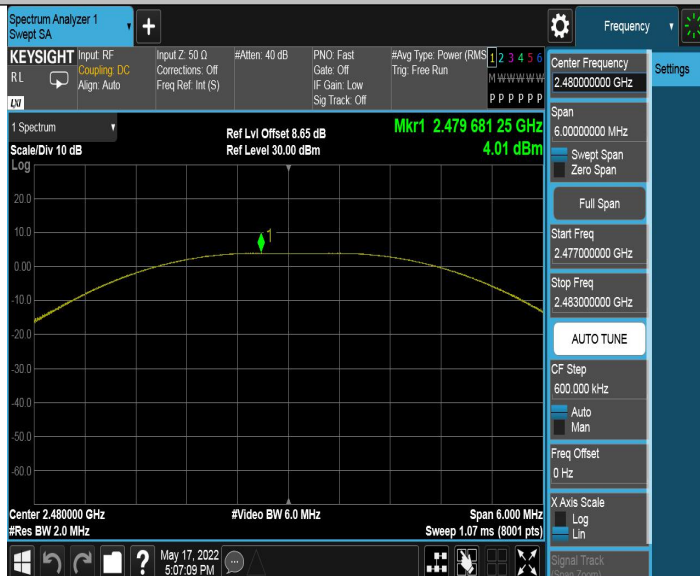 Spectrum Analyzer 1
Swept SA
+
Frequency
KEYSIGHT
RL
LXI
Input: RF
Coupling: DC
Align: Auto
Input Z: 50 Ω
Corrections: Off
Freq Ref: Int (S)
#Atten: 40 dB
PNO: Fast
Gate: Off
IF Gain: Low
Sig Track: Off
#Avg Type: Power (RMS
Trig: Free Run
1 2 3 4 5 6
M W W W W W
P P P P P P
Settings
1 Spectrum
Scale/Div 10 dB
Log
Ref Lvl Offset 8.65 dB
Ref Level 30.00 dBm
Mkr1 2.479 681 25 GHz
4.01 dBm
20.0
10.0
0.00
-10.0
-20.0
-30.0
-40.0
-50.0
-60.0
1
Center 2.480000 GHz
#Video BW 6.0 MHz
Span 6.000 MHz
#Res BW 2.0 MHz
Sweep 1.07 ms (8001 pts)
Center Frequency
2.480000000 GHz
Span
6.00000000 MHz
Swept Span
Zero Span
Full Span
Start Freq
2.477000000 GHz
Stop Freq
2.483000000 GHz
AUTO TUNE
CF Step
600.000 kHz
Auto
Man
Freq Offset
0 Hz
X Axis Scale
Log
Lin
Signal Track
(Span Zoom)
?
May 17, 2022
5:07:09 PM